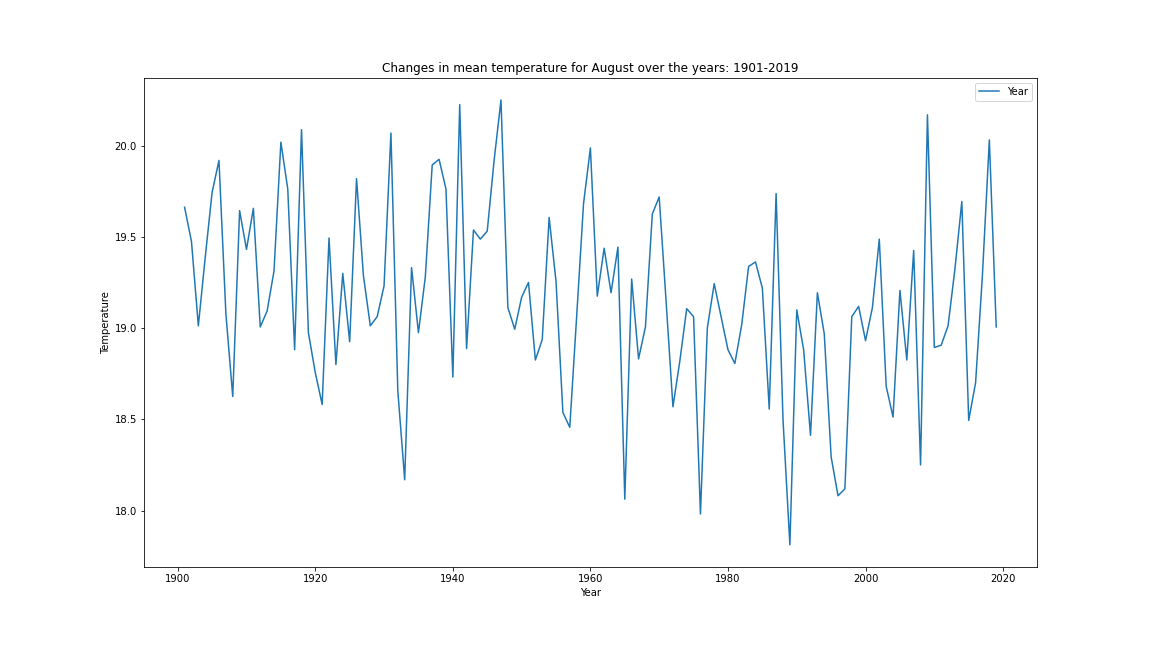 Changes in mean temperature for August over the years: 1901-2019
Year
20.0
19.5
19.0
18.5
18.0
Temperature
1900 1920 1940 1960 1980 2000 2020
Year